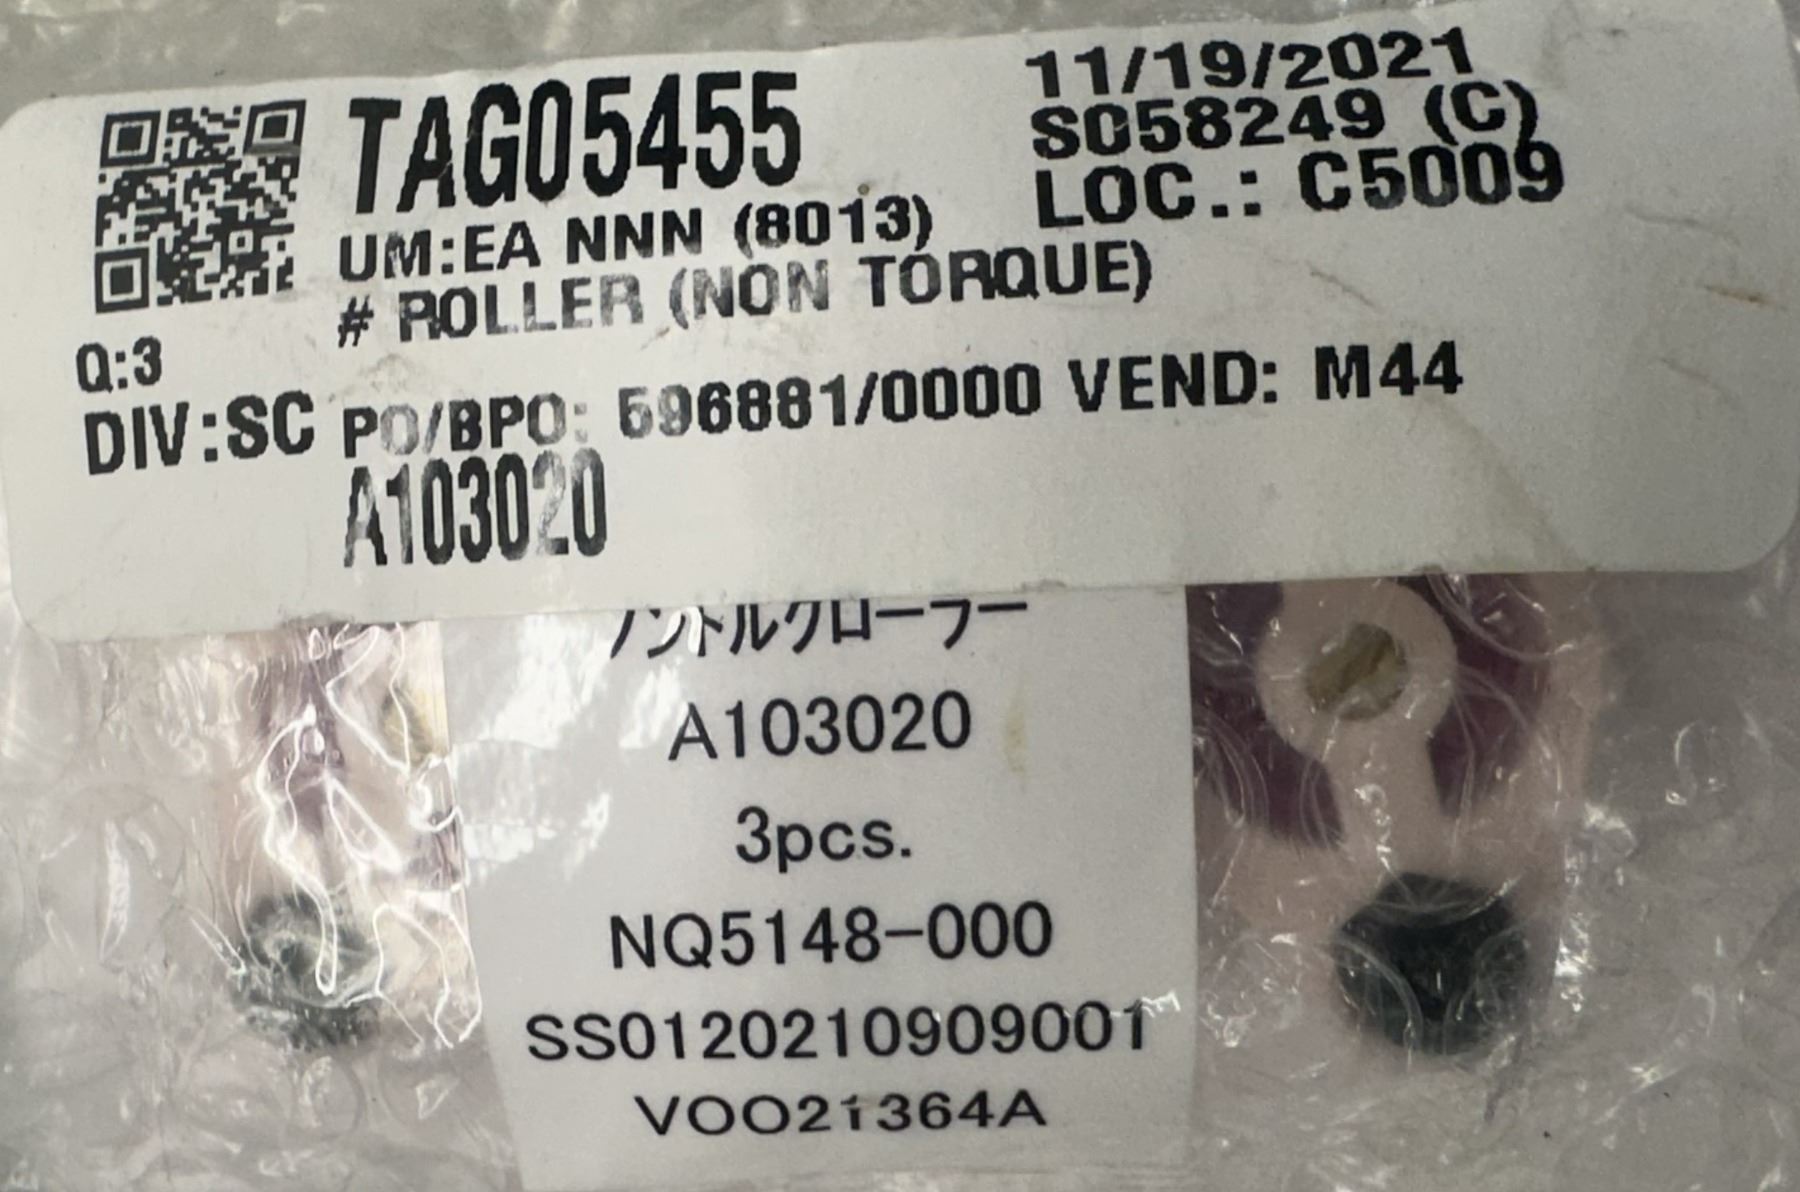 TAG05455
11/19/2021
SC58249 (C)
LOC.: C5009
UM:EA NNN (8013)
# ROLLER (NON TORQUE)
Q:3
DIV:SC PO/BPO: 596881/0000 VEND: M44
A103020
ノントルクローラー
A103020
3pcs.
NQ5148-000
SS0120210909001
VOO21364A